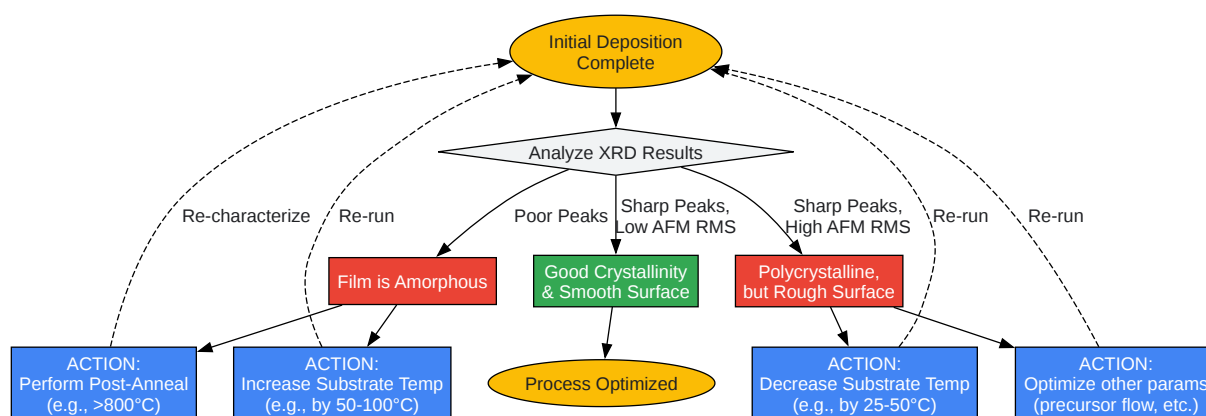 Initial Deposition
Complete
Analyze XRD Results
Re-characterize
Re-run
Poor Peaks
Sharp Peaks,
Low AFM RMS
Sharp Peaks,
High AFM RMS
Re-run
Re-run
Film is Amorphous
Good Crystallinity
& Smooth Surface
Polycrystalline,
but Rough Surface
ACTION:
Perform Post-Anneal
(e.g., >800°C)
ACTION:
Increase Substrate Temp
(e.g., by 50-100°C)
Process Optimized
ACTION:
Decrease Substrate Temp
(e.g., by 25-50°C)
ACTION:
Optimize other params
(precursor flow, etc.)